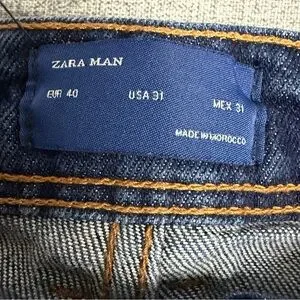 ZARA MAN
EUR 40 USA 31 MEX 31
MADE IN MOROCCO